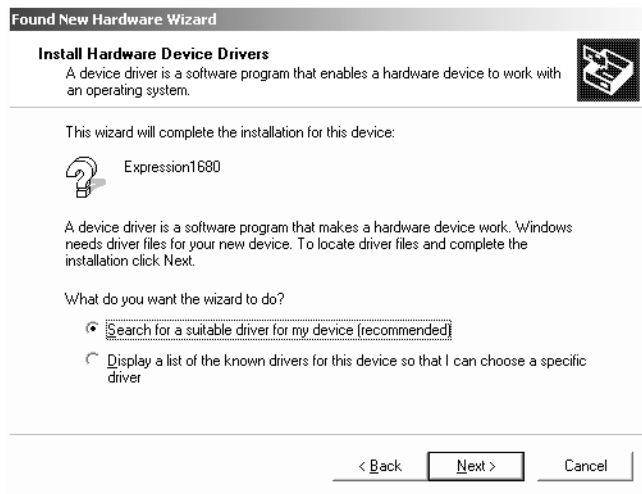 Found New Hardware Wizard
Install Hardware Device Drivers
A device driver is a software program that enables a hardware device to work with
an operating system.
This wizard will complete the installation for this device:
Expression1680
A device driver is a software program that makes a hardware device work. Windows
needs driver files for your new device. To locate driver files and complete the
installation click Next.
What do you want the wizard to do?
Search for a suitable driver for my device (recommended)
Display a list of the known drivers for this device so that I can choose a specific
driver
< Back Next > Cancel